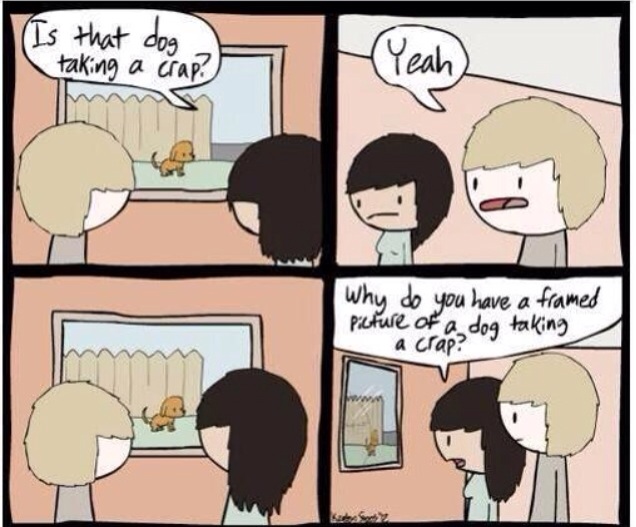 Is that dog
taking a crap?
Yeah
Why do you have a framed
picture of a dog taking
a crap?